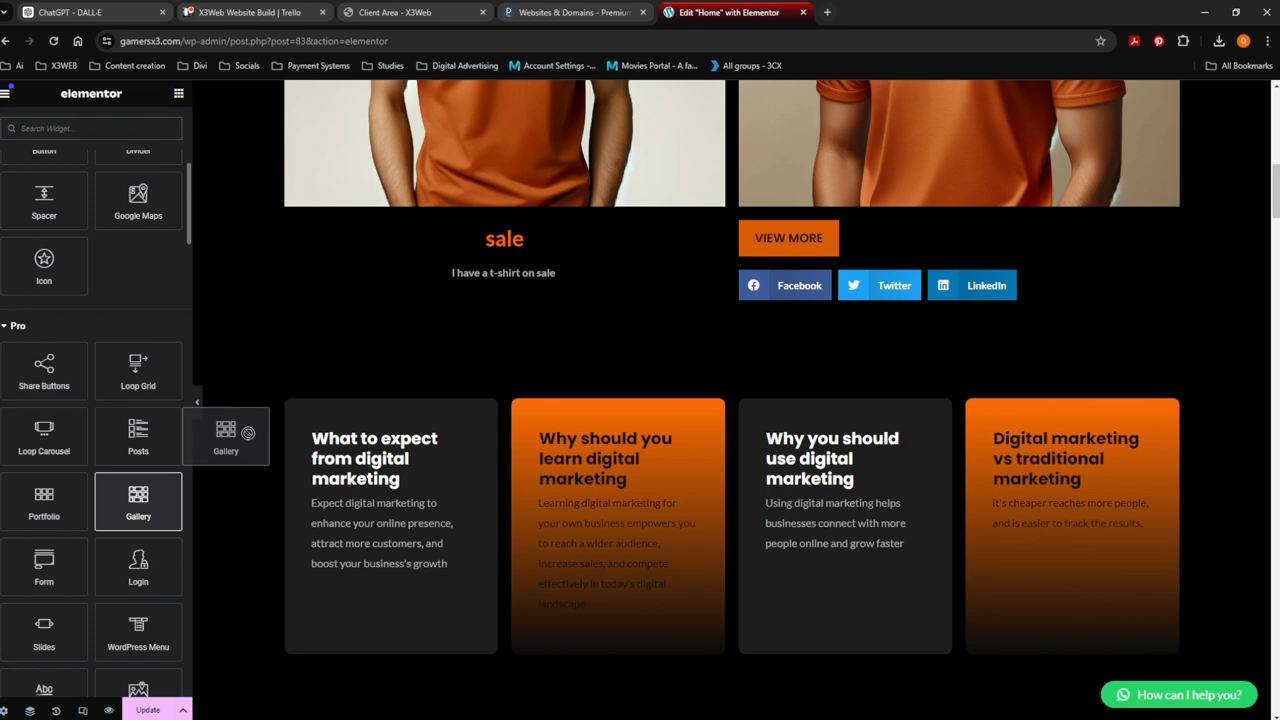 ChatGPT - DALL-E
X3Web Website Build | Trello
Client Area - X3Web
Websites & Domains - Premium
Edit "Home" with Elementor
gamersx3.com/wp-admin/post.php?post=83&action=elementor
Ai
X3WEB
Content creation
Divi
Socials
Payment Systems
Studies
Digital Advertising
Account Settings -...
Movies Portal - A fa...
All groups - 3CX
All Bookmarks
elementor
Search Widget...
Button
Divider
Spacer
Google Maps
Icon
Pro
Share Buttons
Loop Grid
Loop Carousel
Posts
Gallery
Portfolio
Gallery
Form
Login
Slides
WordPress Menu
Abc
Update
sale
I have a t-shirt on sale
VIEW MORE
Facebook
Twitter
LinkedIn
What to expect
from digital
marketing
Expect digital marketing to
enhance your online presence,
attract more customers, and
boost your business's growth
Why should you
learn digital
marketing
Learning digital marketing for
your own business empowers you
to reach a wider audience,
increase sales, and compete
effectively in today's digital
landscape
Why you should
use digital
marketing
Using digital marketing helps
businesses connect with more
people online and grow faster
Digital marketing
vs traditional
marketing
it's cheaper reaches more people,
and is easier to track the results.
How can I help you?